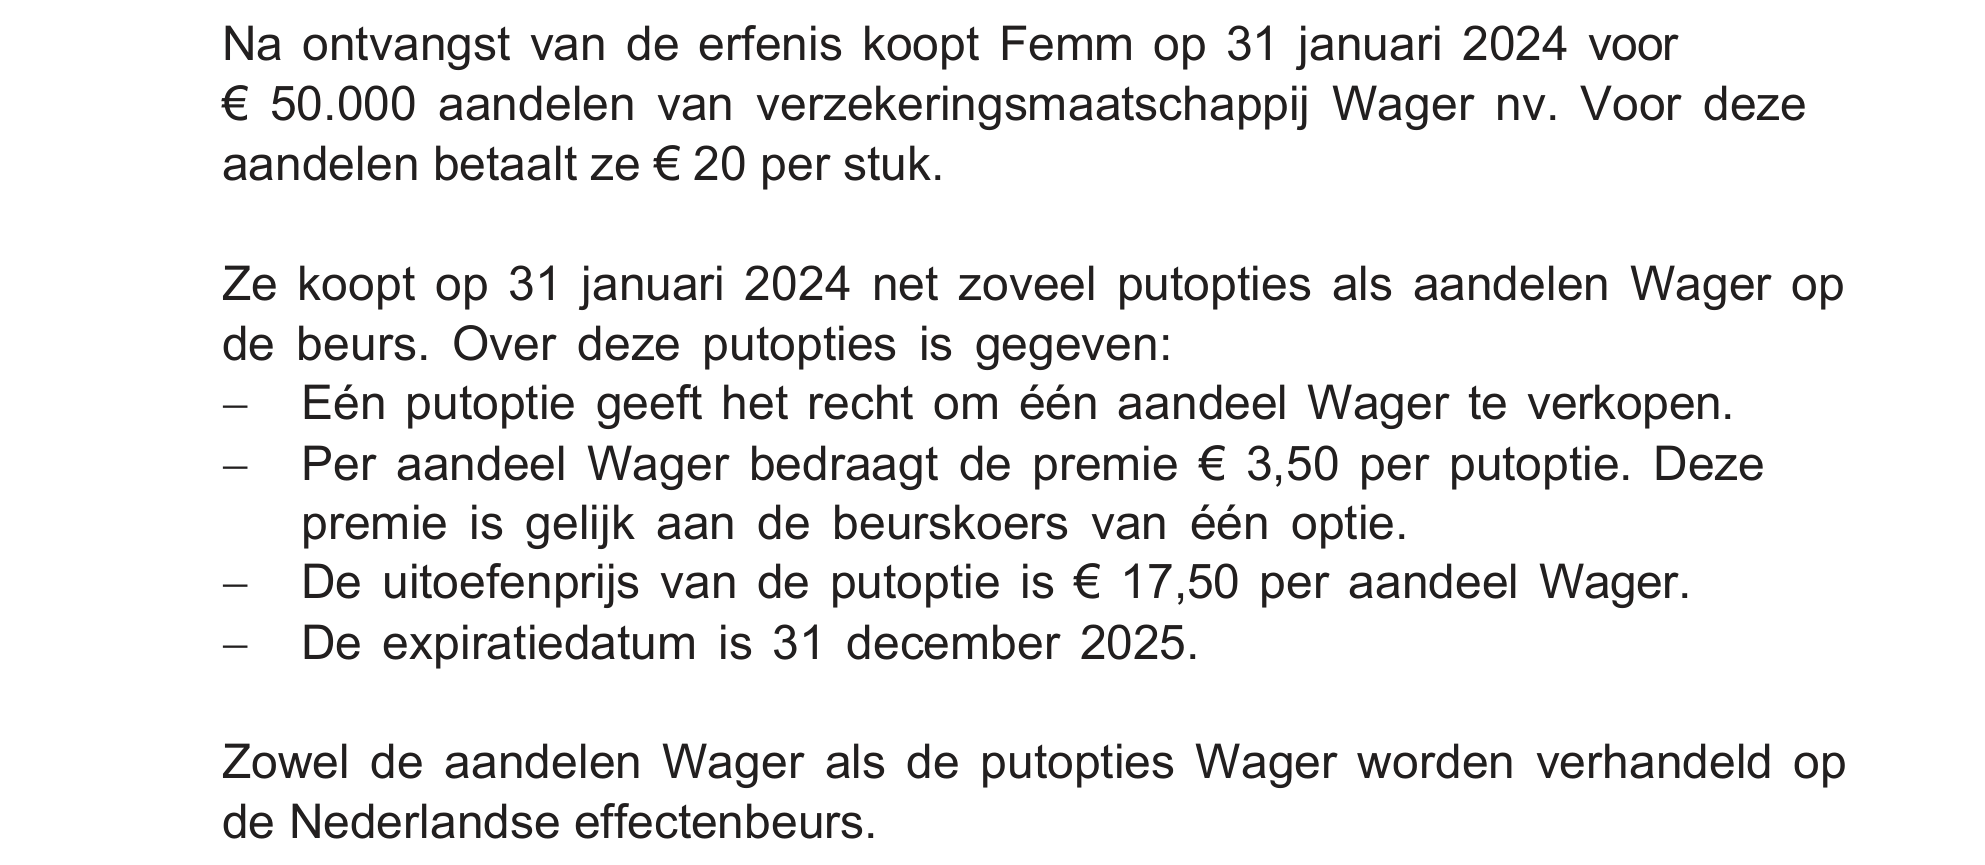 Na ontvangst van de erfenis koopt Femm op 31 januari 2024 voor
€ 50.000 aandelen van verzekeringsmaatschappij Wager nv. Voor deze
aandelen betaalt ze € 20 per stuk.
Ze koopt op 31 januari 2024 net zoveel putopties als aandelen Wager op
de beurs. Over deze putopties is gegeven:
– Eén putoptie geeft het recht om één aandeel Wager te verkopen.
– Per aandeel Wager bedraagt de premie € 3,50 per putoptie. Deze
premie is gelijk aan de beurskoers van één optie.
– De uitoefenprijs van de putoptie is € 17,50 per aandeel Wager.
– De expiratiedatum is 31 december 2025.
Zowel de aandelen Wager als de putopties Wager worden verhandeld op
de Nederlandse effectenbeurs.